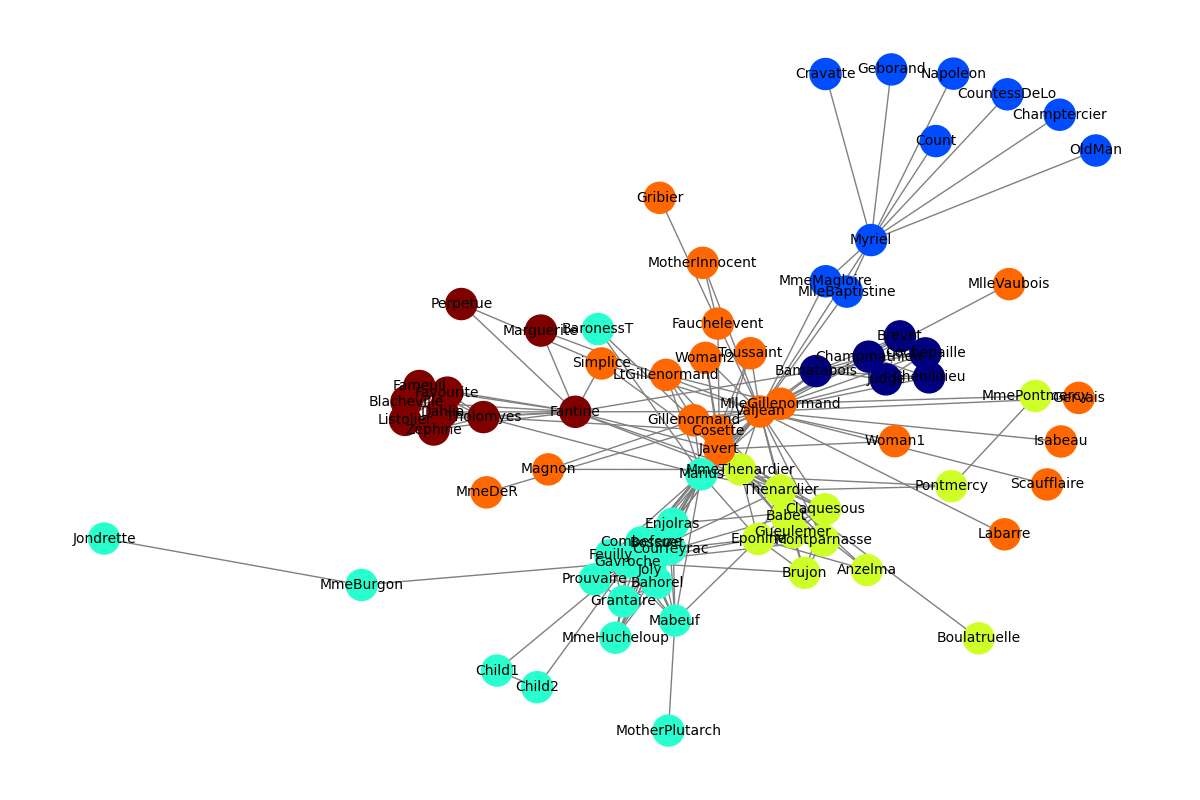 Cravatte
Geborand
Napoleon
CountessDeLo
Champtercier
Count
OldMan
Gribier
Myriel
MotherInnocent
MmeMagloire
MlleBaptistine
MlleVaubois
Perpetue
Marguerite
BaronessT
Fauchelevent
Brevet
Toussaint
Woman2
Simplice
LtGillenormand
Champmathieu
Cochepaille
Bamatabois
Judge
Chenildieu
Fameuil
Favourite
Blacheville
MmePontmercy
Gervais
MlleGillenormand
Valjean
Dahlia
Fantine
Listolier
Tholomyes
Zephine
Gillenormand
Cosette
Woman1
Isabeau
Javert
Magnon
Marius
MmeThenardier
MmeDeR
Thenardier
Pontmercy
Scaufflaire
Claquesous
Babet
Enjolras
Gueulemer
Labarre
Jondrette
Eponine
Montparnasse
Combeferre
Bossuet
Courfeyrac
Feuilly
Gavroche
Joly
Anzelma
Brujon
Prouvaire
Bahorel
MmeBurgon
Grantaire
Mabeuf
MmeHucheloup
Boulatruelle
Child1
Child2
MotherPlutarch